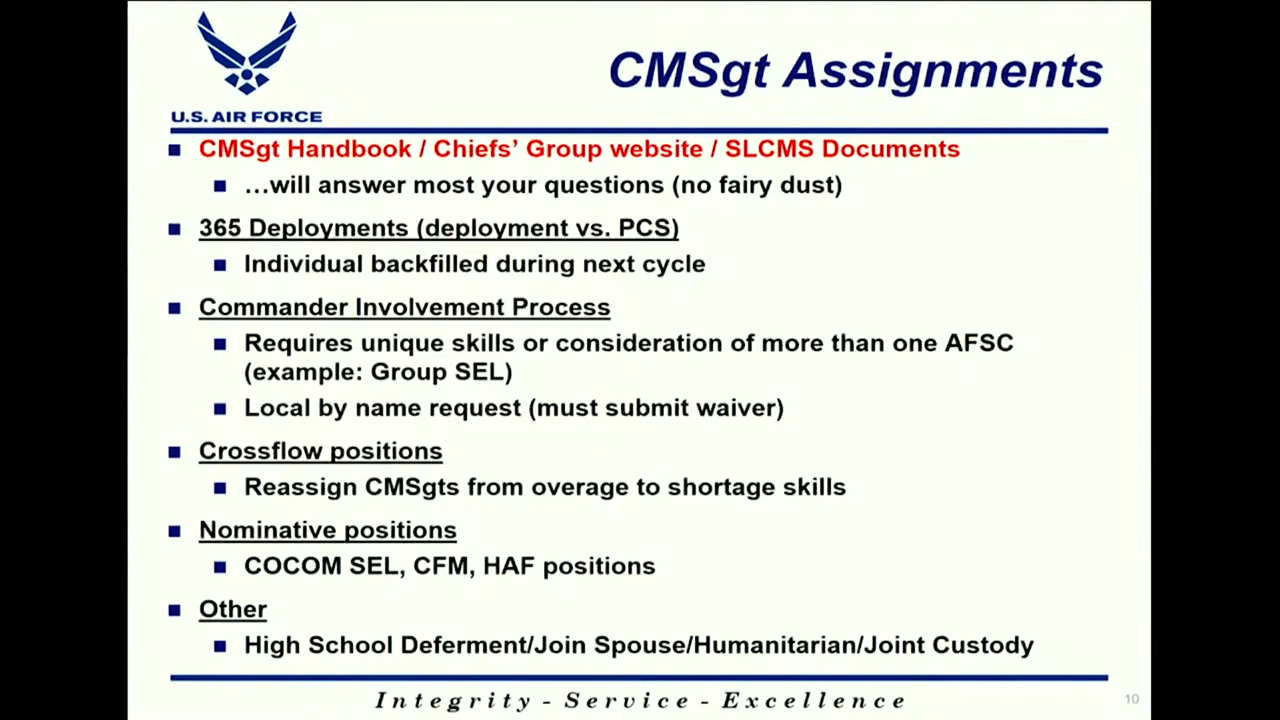 CMSgt Assignments
U.S. AIR FORCE
CMSgt Handbook / Chiefs’ Group website / SLCMS Documents
…will answer most your questions (no fairy dust)
365 Deployments (deployment vs. PCS)
Individual backfilled during next cycle
Commander Involvement Process
Requires unique skills or consideration of more than one AFSC
(example: Group SEL)
Local by name request (must submit waiver)
Crossflow positions
Reassign CMSgts from overage to shortage skills
Nominative positions
COCOM SEL, CFM, HAF positions
Other
High School Deferment/Join Spouse/Humanitarian/Joint Custody
Integrity - Service - Excellence
10